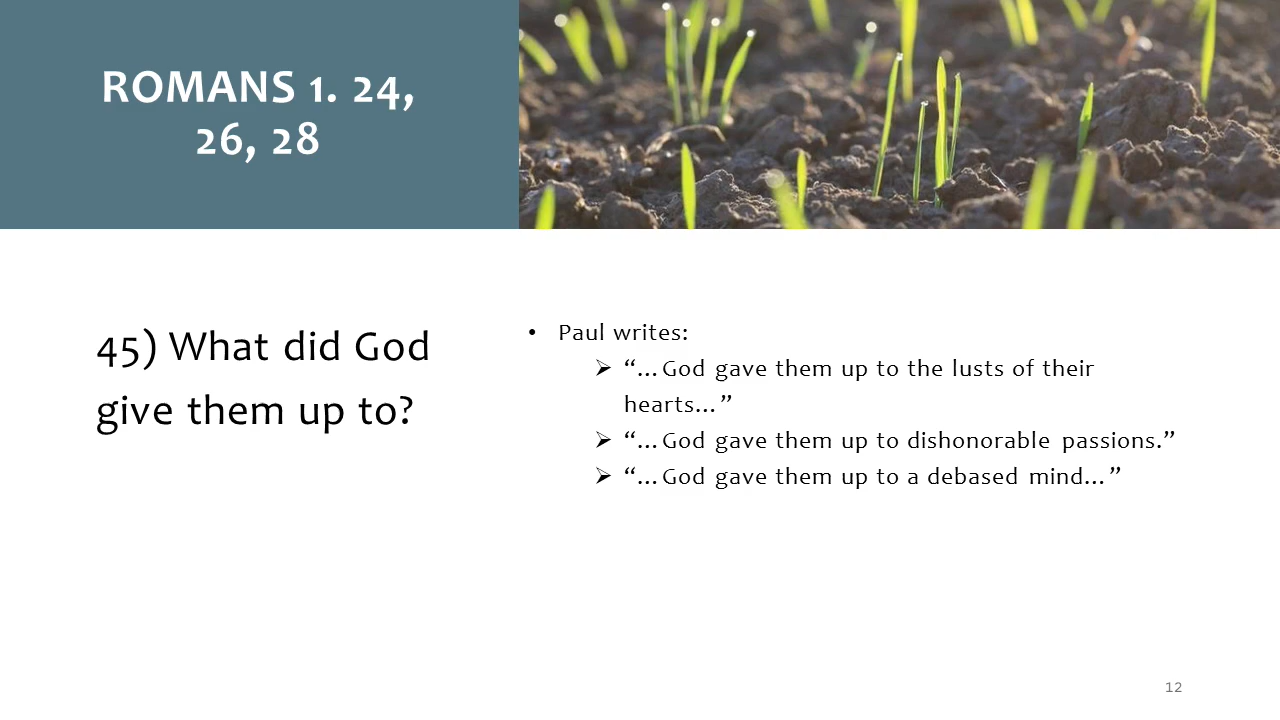 ROMANS 1. 24,
26, 28
45) What did God
give them up to?
• Paul writes:
➢ “…God gave them up to the lusts of their
hearts…”
➢ “…God gave them up to dishonorable passions.”
➢ “…God gave them up to a debased mind…”
12